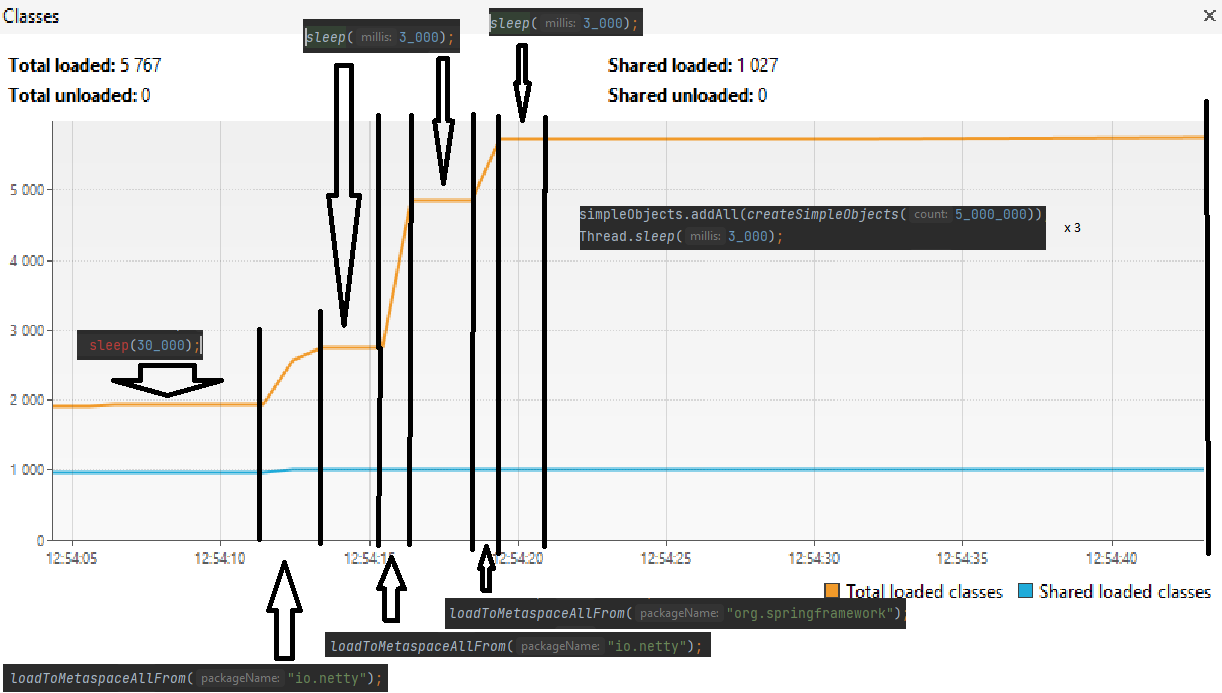 Classes
sleep( millis: 3_000);
sleep( millis: 3_000);
Total loaded: 5 767
Shared loaded: 1 027
Total unloaded: 0
Shared unloaded: 0
5 000
simpleObjects.addAll(createSimpleObjects( count: 5_000_000))
x 3
Thread.sleep( millis: 3_000);
4 000
3 000
sleep(30_000);
2 000
1 000
0
12:54:05
12:54:10
12:54:15
12:54:20
12:54:25
12:54:30
12:54:35
12:54:40
Total loaded classes
Shared loaded classes
loadToMetaspaceAllFrom( packageName: "org.springframework");
loadToMetaspaceAllFrom( packageName: "io.netty");
loadToMetaspaceAllFrom( packageName: "io.netty");